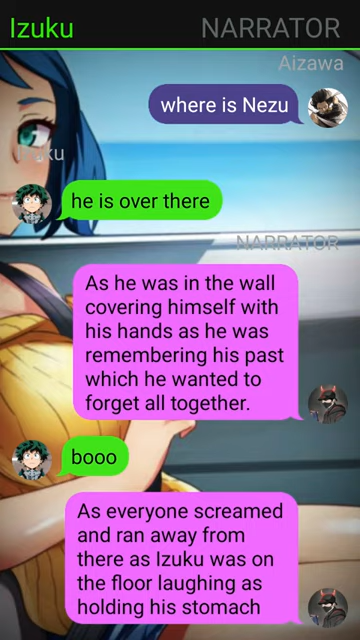 Izuku NARRATOR
Aizawa
where is Nezu
he is over there
NARRATOR
As he was in the wall
covering himself with
his hands as he was
remembering his past
which he wanted to
forget all together.
booo
As everyone screamed
and ran away from
there as Izuku was on
the floor laughing as
holding his stomach